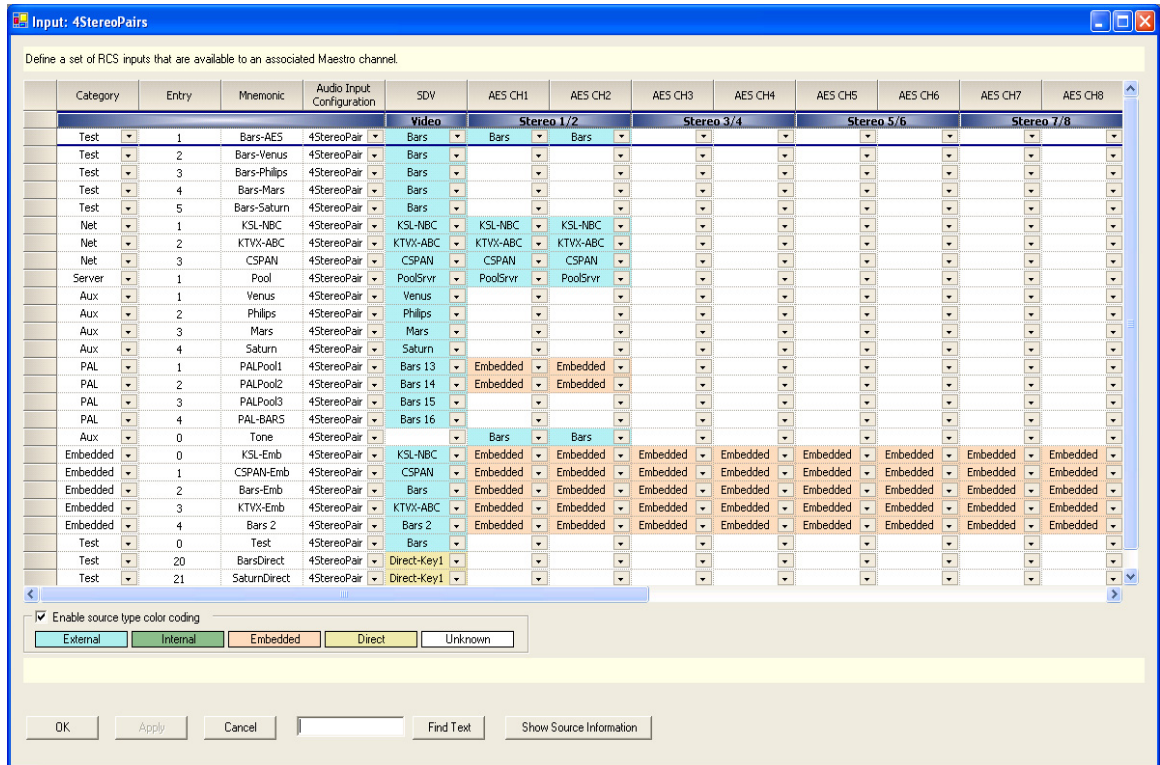 Input: 4StereoPairs
Define a set of RCS inputs that are available to an associated Maestro channel.
Category Entry Mnemonic Audio Input Configuration SDV AES CH1 AES CH2 AES CH3 AES CH4 AES CH5 AES CH6 AES CH7 AES CH8
Video Stereo 1/2 Stereo 3/4 Stereo 5/6 Stereo 7/8
Test 1 Bars-AES 4StereoPair Bars Bars Bars
Test 2 Bars-Venus 4StereoPair Bars
Test 3 Bars-Philips 4StereoPair Bars
Test 4 Bars-Mars 4StereoPair Bars
Test 5 Bars-Saturn 4StereoPair Bars
Net 1 KSL-NBC 4StereoPair KSL-NBC KSL-NBC KSL-NBC
Net 2 KTVX-ABC 4StereoPair KTVX-ABC KTVX-ABC KTVX-ABC
Net 3 CSPAN 4StereoPair CSPAN CSPAN CSPAN
Server 1 Pool 4StereoPair PoolSrvr PoolSrvr PoolSrvr
Aux 1 Venus 4StereoPair Venus
Aux 2 Philips 4StereoPair Philips
Aux 3 Mars 4StereoPair Mars
Aux 4 Saturn 4StereoPair Saturn
PAL 1 PALPool1 4StereoPair Bars 13 Embedded Embedded
PAL 2 PALPool2 4StereoPair Bars 14 Embedded Embedded
PAL 3 PALPool3 4StereoPair Bars 15
PAL 4 PAL-BARS 4StereoPair Bars 16
Aux 0 Tone 4StereoPair Bars Bars
Embedded 0 KSL-Emb 4StereoPair KSL-NBC Embedded Embedded Embedded Embedded Embedded Embedded Embedded Embedded
Embedded 1 CSPAN-Emb 4StereoPair CSPAN Embedded Embedded Embedded Embedded Embedded Embedded Embedded Embedded
Embedded 2 Bars-Emb 4StereoPair Bars Embedded Embedded Embedded Embedded Embedded Embedded Embedded Embedded
Embedded 3 KTVX-Emb 4StereoPair KTVX-ABC Embedded Embedded Embedded Embedded Embedded Embedded Embedded Embedded
Embedded 4 Bars 2 4StereoPair Bars 2 Embedded Embedded Embedded Embedded Embedded Embedded Embedded Embedded
Test 0 Test 4StereoPair Bars
Test 20 BarsDirect 4StereoPair Direct-Key1
Test 21 SaturnDirect 4StereoPair Direct-Key1
Enable source type color coding
External Internal Embedded Direct Unknown
OK Apply Cancel Find Text Show Source Information